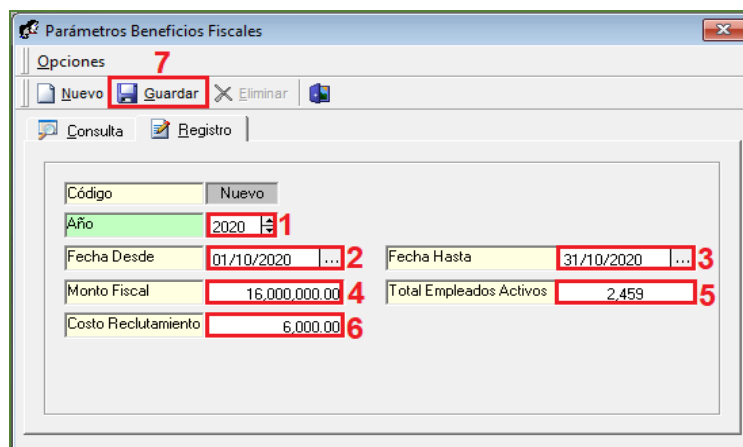 Parámetros Beneficios Fiscales
Opciones
7
Nuevo Guardar Eliminar
Consulta Registro
Código Nuevo
Año 2020 1
Fecha Desde 01/10/2020 ... 2 Fecha Hasta 31/10/2020 ... 3
Monto Fiscal 16,000,000.00 4 Total Empleados Activos 2,459 5
Costo Reclutamiento 6,000.00 6